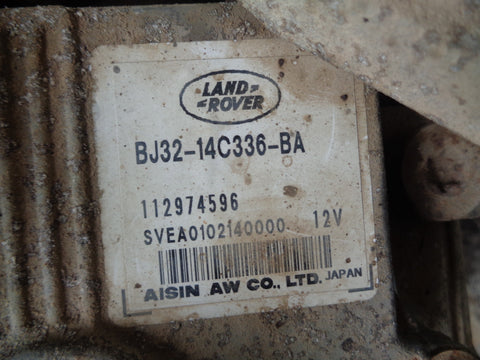 LAND-
-ROVER
BJ32-14C336-BA
112974596
SVEA0102140000 12V
AISIN AW CO., LTD. JAPAN